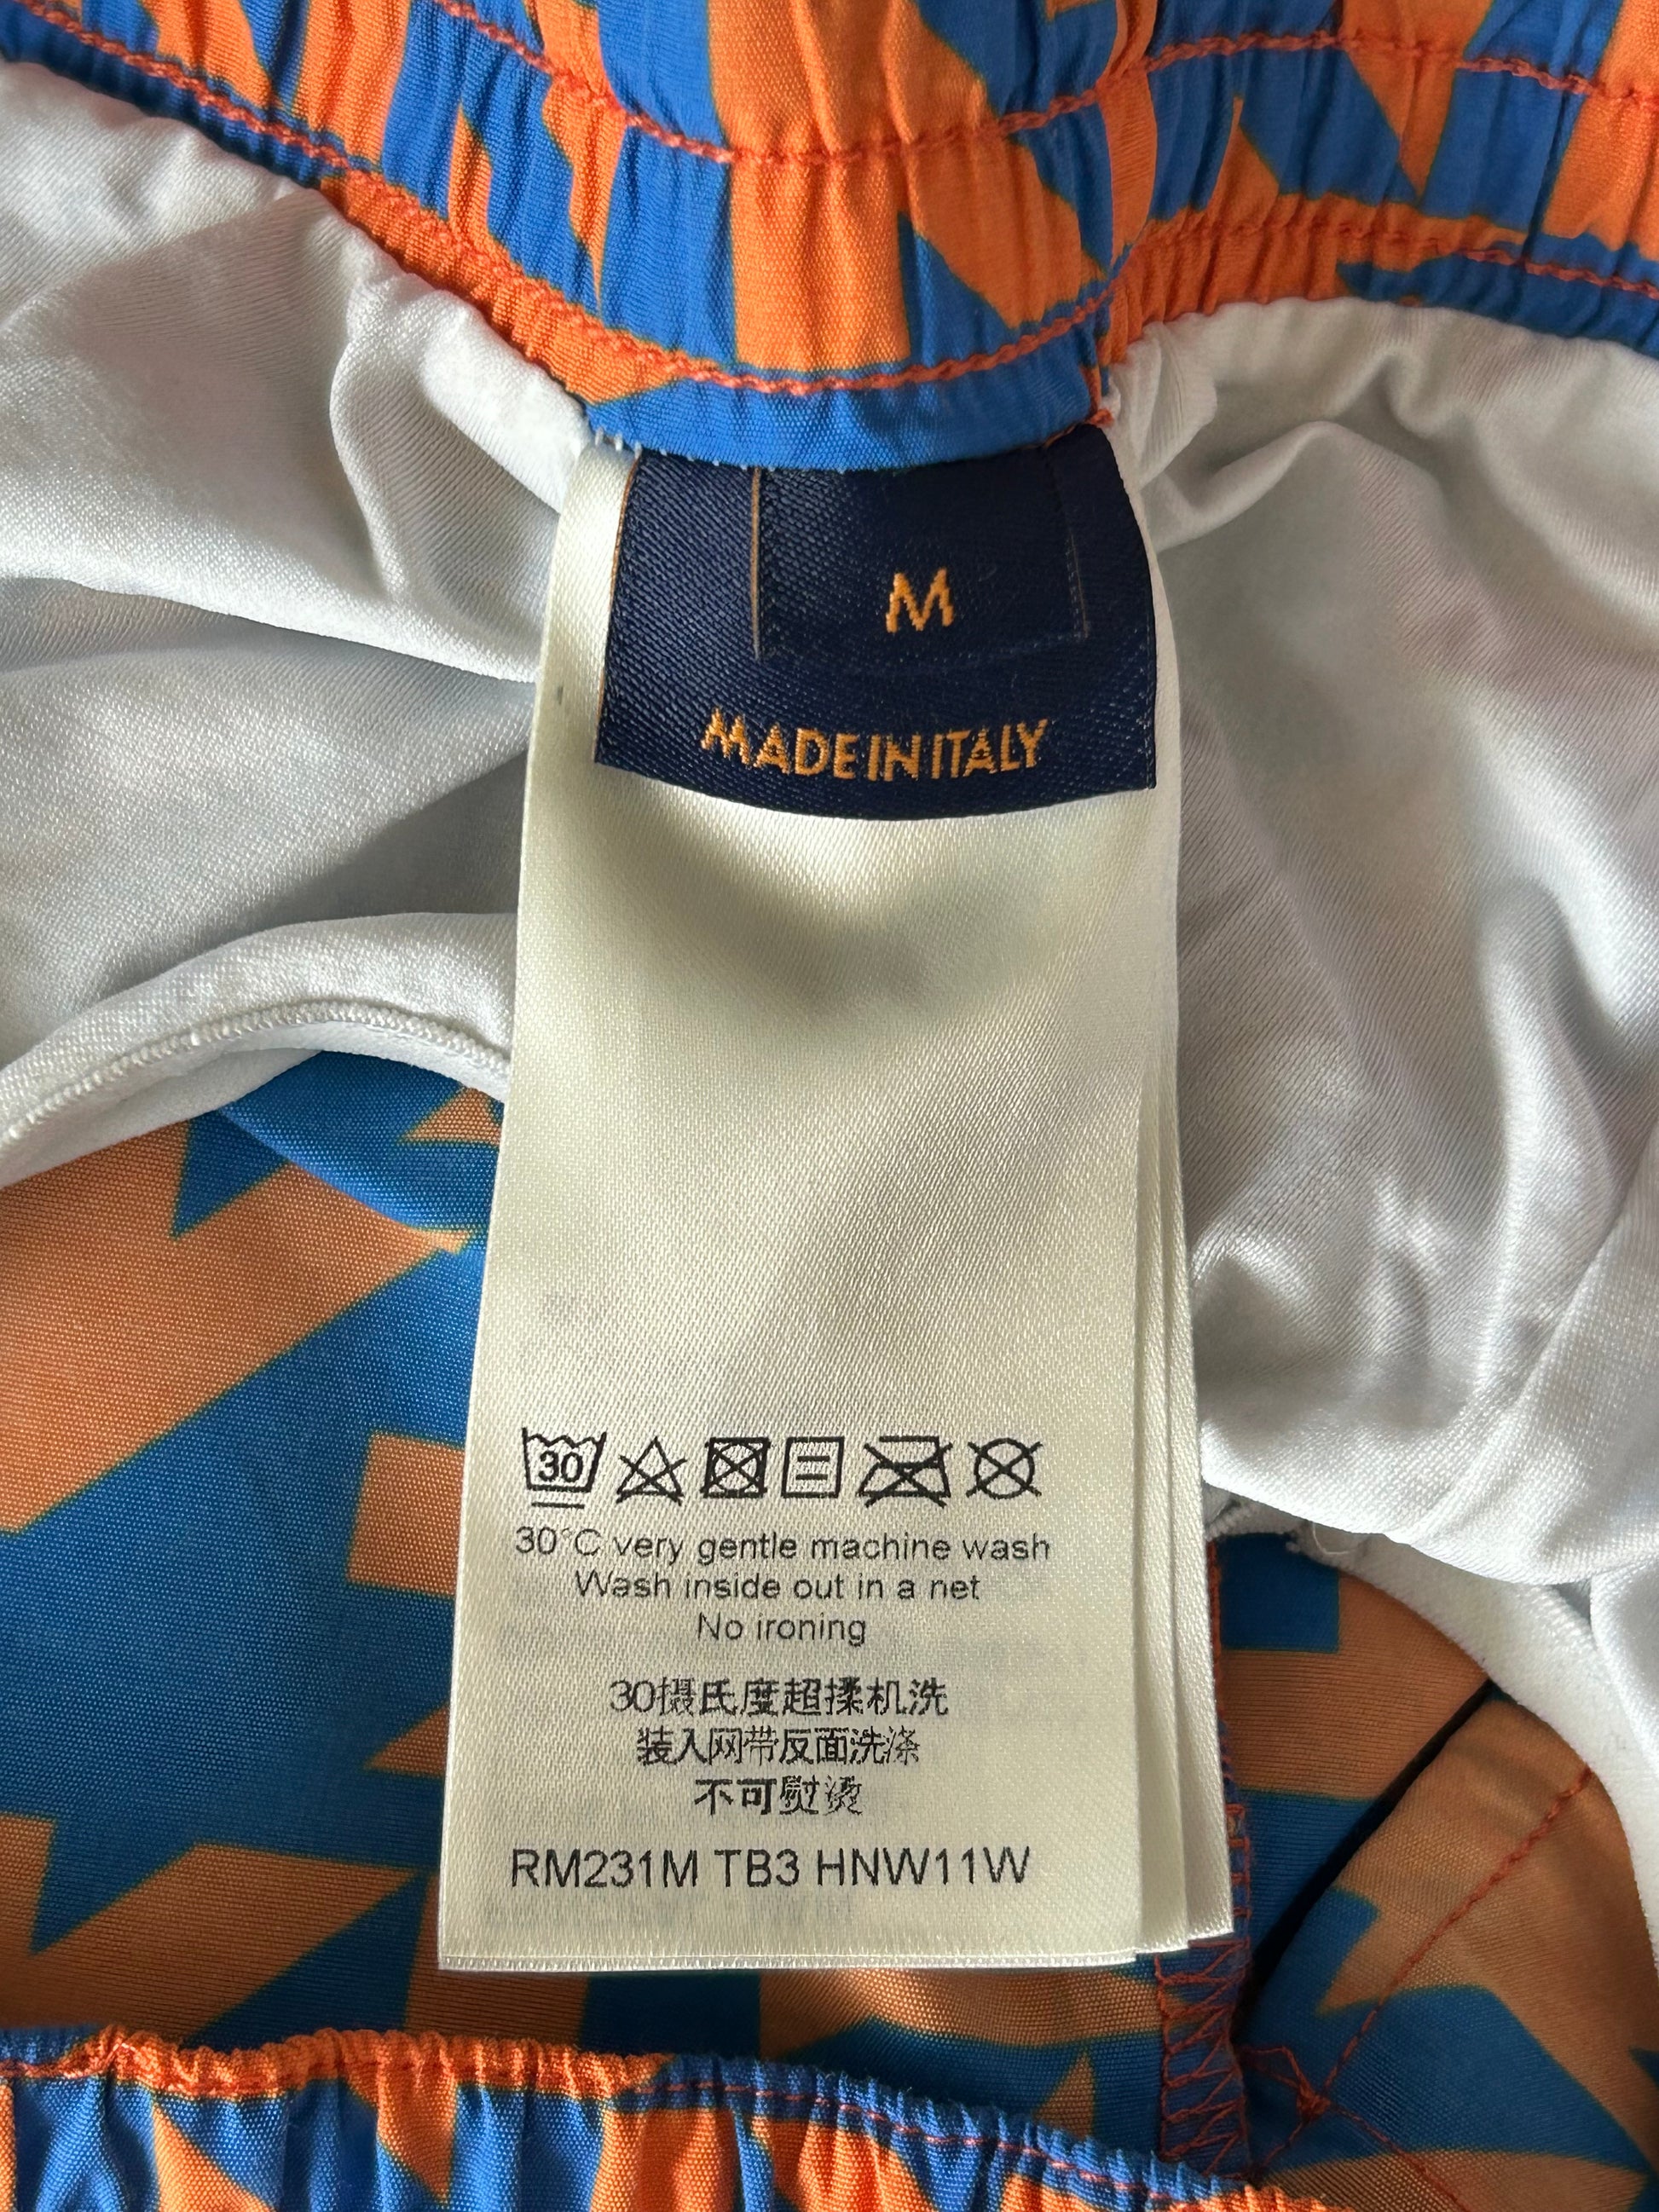 M
MADE IN ITALY
30
30°C very gentle machine wash
Wash inside out in a net
No ironing
30摄氏度超揉机洗
装入网带反面洗涤
不可熨烫
RM231M TB3 HNW11W